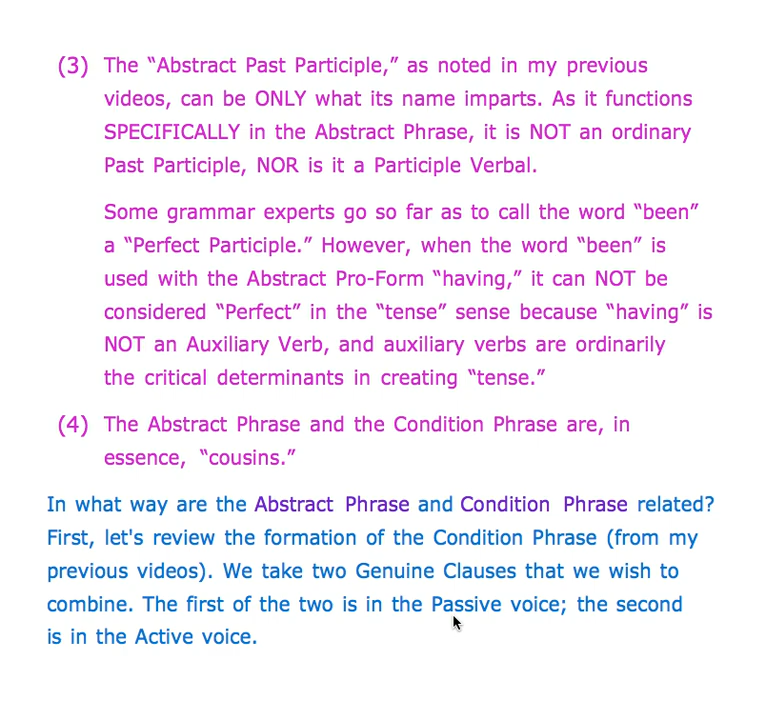 (3) The “Abstract Past Participle,” as noted in my previous
videos, can be ONLY what its name imparts. As it functions
SPECIFICALLY in the Abstract Phrase, it is NOT an ordinary
Past Participle, NOR is it a Participle Verbal.
Some grammar experts go so far as to call the word “been”
a “Perfect Participle.” However, when the word “been” is
used with the Abstract Pro-Form “having,” it can NOT be
considered “Perfect” in the “tense” sense because “having” is
NOT an Auxiliary Verb, and auxiliary verbs are ordinarily
the critical determinants in creating “tense.”
(4) The Abstract Phrase and the Condition Phrase are, in
essence, “cousins.”
In what way are the Abstract Phrase and Condition Phrase related?
First, let's review the formation of the Condition Phrase (from my
previous videos). We take two Genuine Clauses that we wish to
combine. The first of the two is in the Passive voice; the second
is in the Active voice.